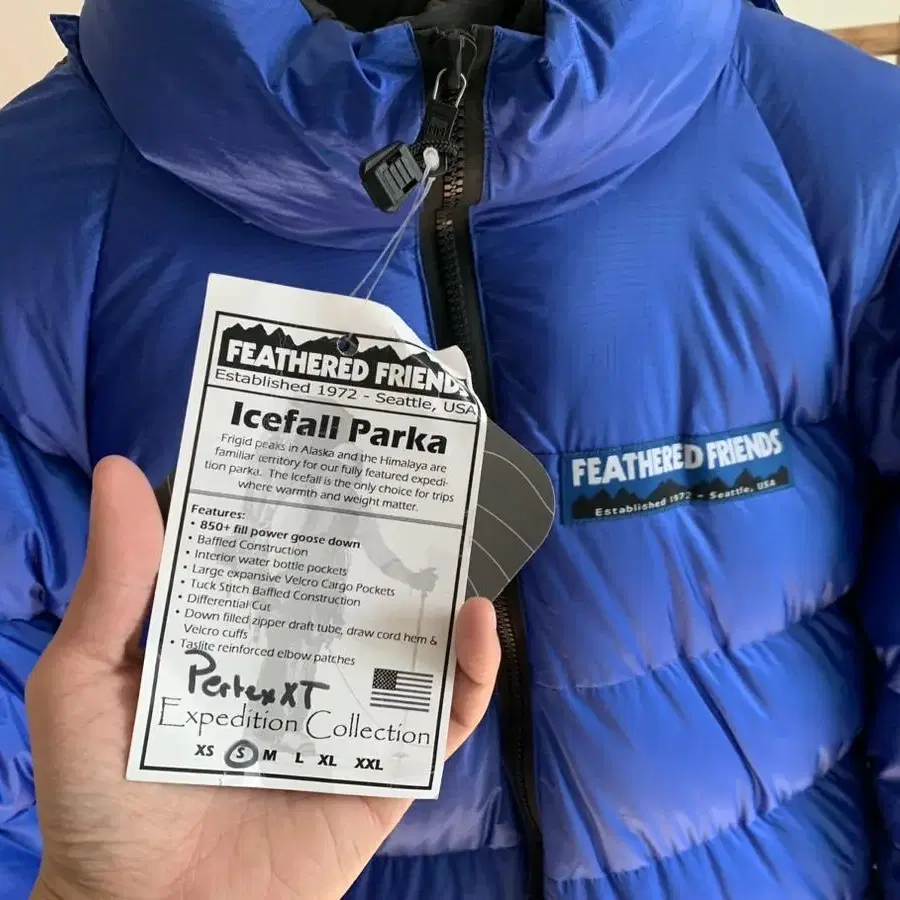 FEATHERED FRIEND
Established 1972 - Seattle, USA
Icefall Parka
Frigid peaks in Alaska and the Himalaya are
familiar territory for our fully featured expedi-
tion parka. The Icefall is the only choice for trips
where warmth and weight matter.
Features:
• 850+ fill power goose down
• Baffled Construction
• Interior water bottle pockets
• Large expansive Velcro Cargo Pockets
• Tuck Stitch Baffled Construction
• Differential Cut
• Down filled zipper draft tube, draw cord hem &
Velcro cuffs
• Taslite reinforced elbow patches
Pertex XT
Expedition Collection
XS S M L XL XXL
FEATHERED FRIENDS
Established 1972 - Seattle, USA